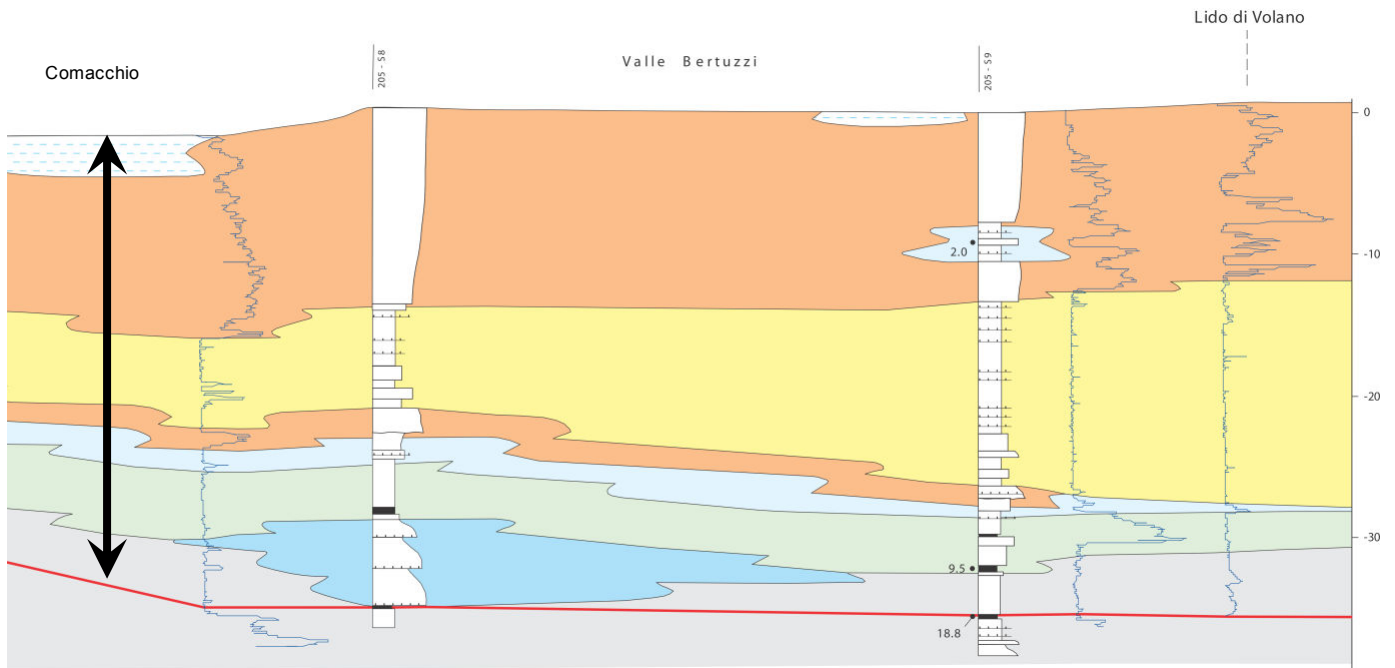 Lido di Volano
Comacchio
205 - S8
Valle Bertuzzi
205 - S9
0
2.0
-10
-20
-30
9.5
18.8